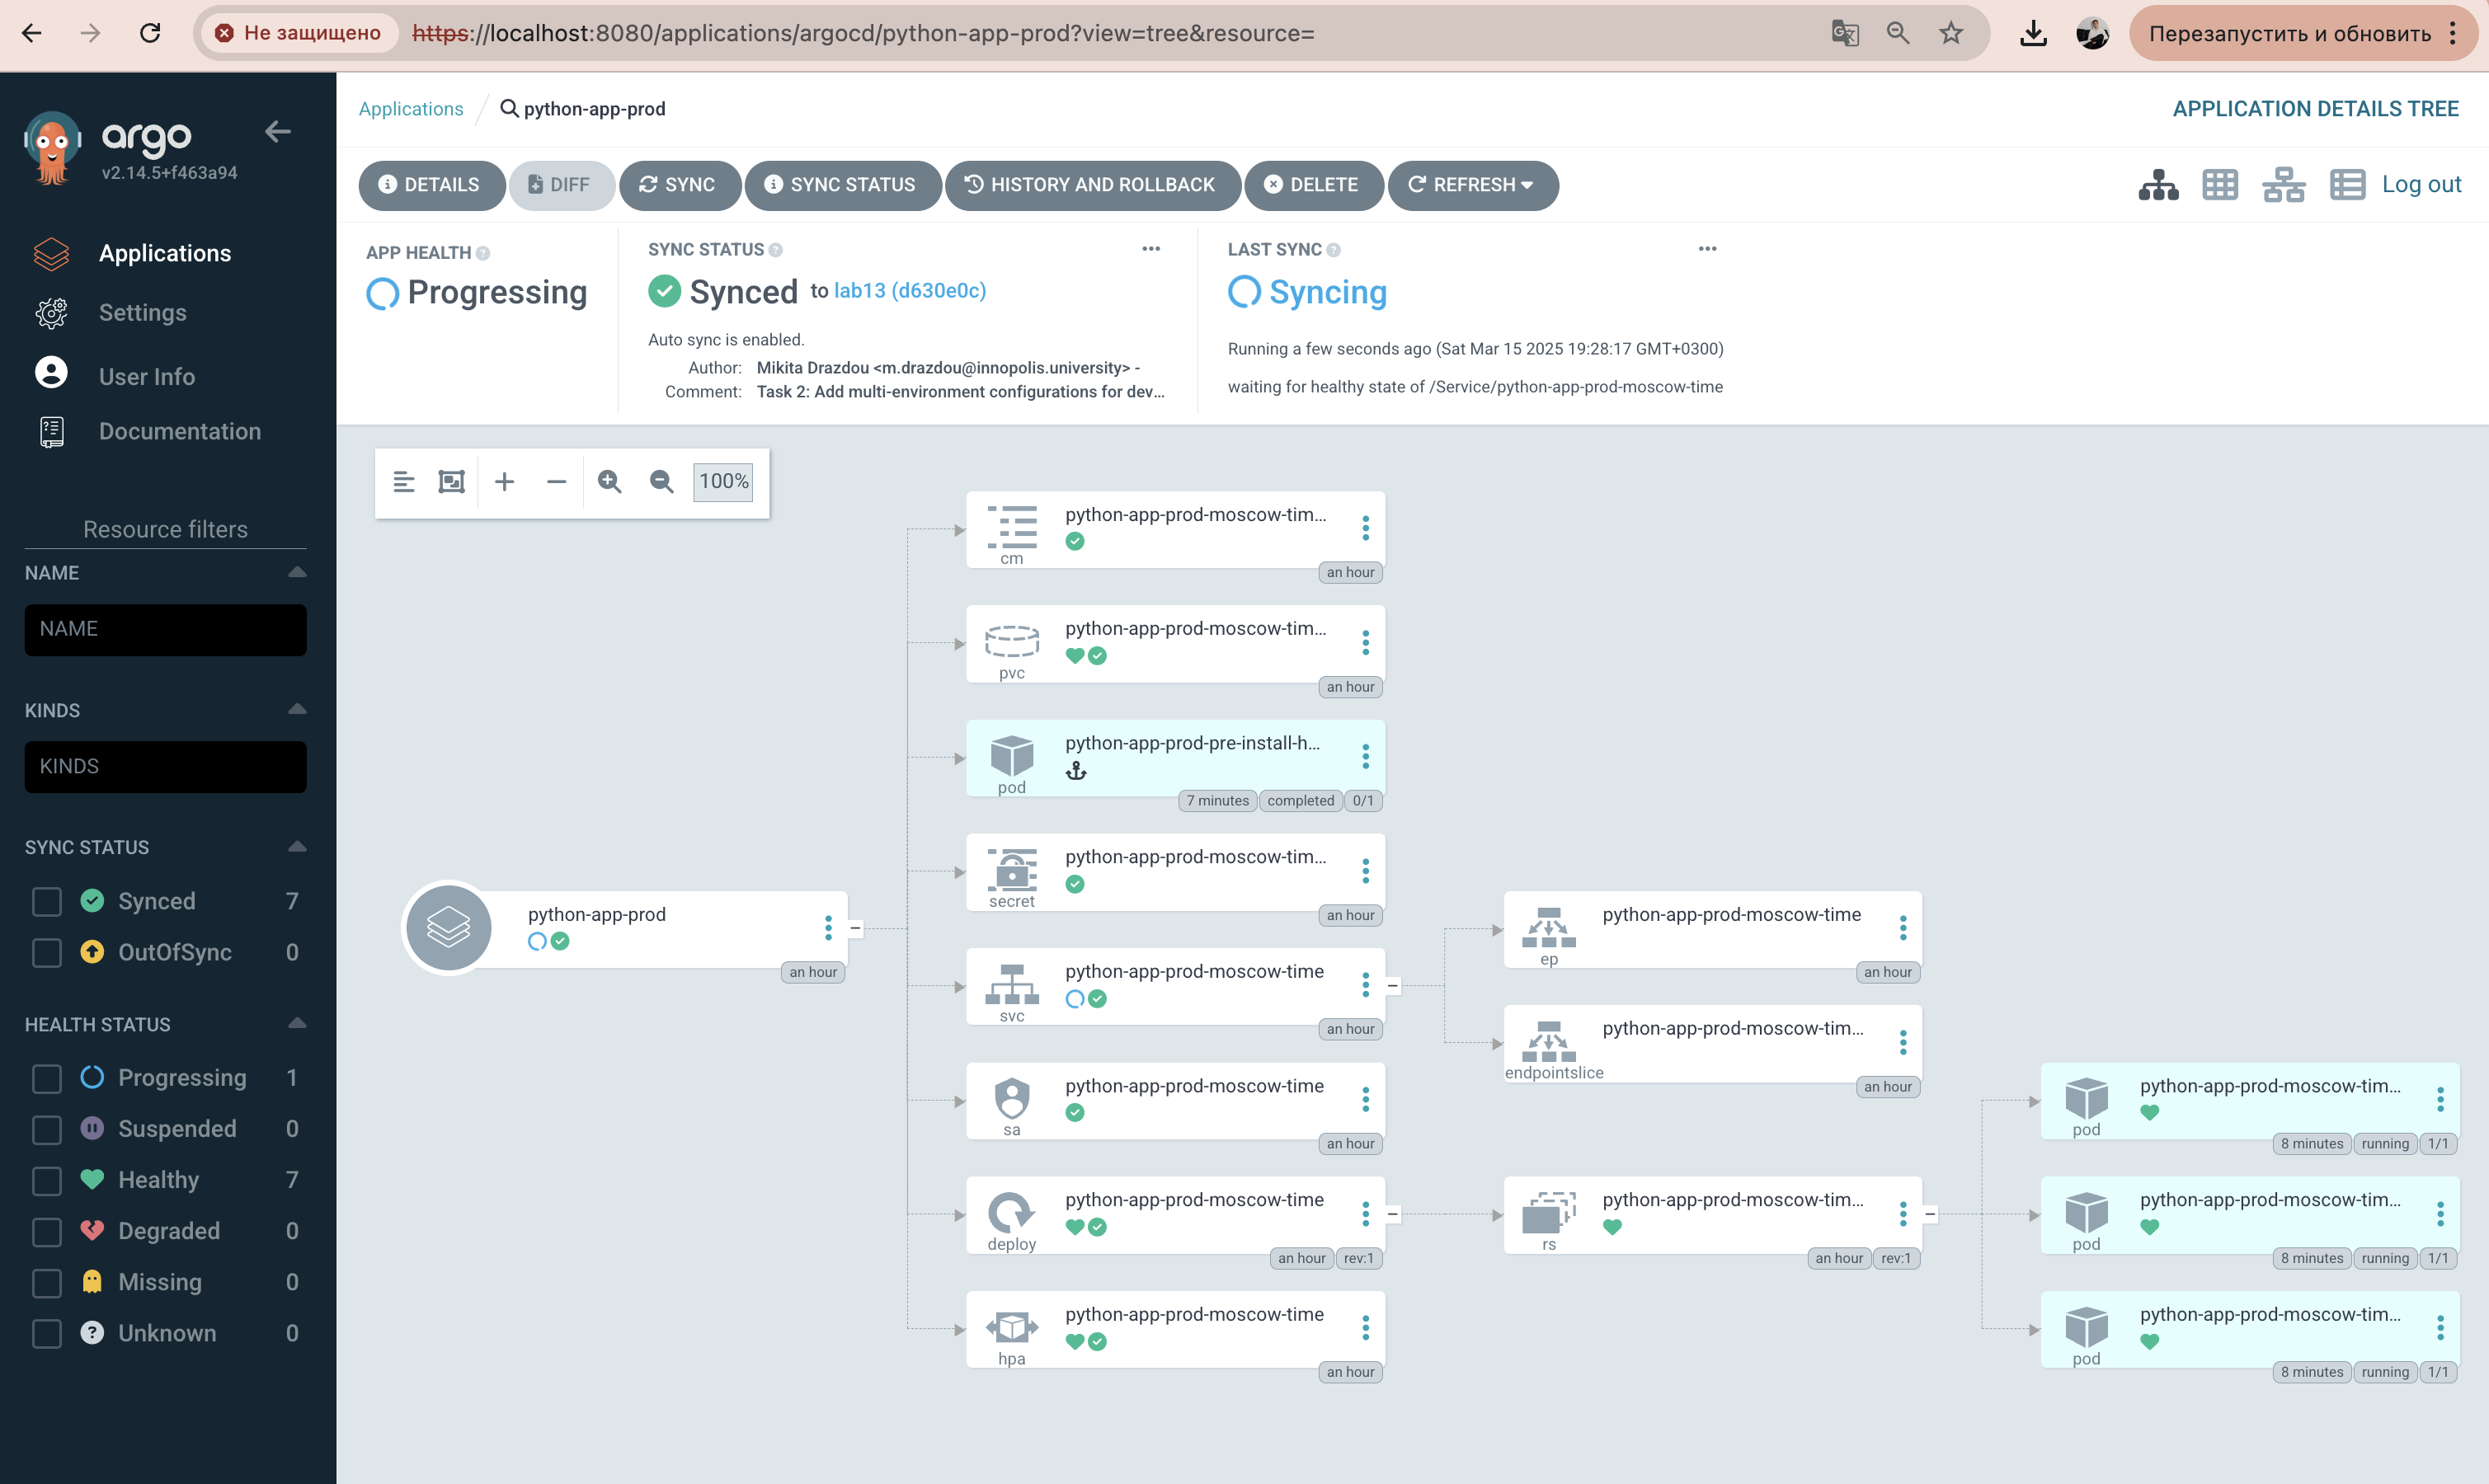 Не защищено
https://localhost:8080/applications/argocd/python-app-prod?view=tree&resource=
Перезапустить и обновить
argo
v2.14.5+f463a94
Applications
Settings
User Info
Documentation
Resource filters
NAME
NAME
KINDS
KINDS
SYNC STATUS
Synced 7
OutOfSync 0
HEALTH STATUS
Progressing 1
Suspended 0
Healthy 7
Degraded 0
Missing 0
Unknown 0
Applications / python-app-prod
APPLICATION DETAILS TREE
DETAILS DIFF SYNC SYNC STATUS HISTORY AND ROLLBACK DELETE REFRESH
Log out
APP HEALTH
Progressing
SYNC STATUS
Synced to lab13 (d630e0c)
Auto sync is enabled.
Author: Mikita Drazdou <m.drazdou@innopolis.university> -
Comment: Task 2: Add multi-environment configurations for dev...
LAST SYNC
Syncing
Running a few seconds ago (Sat Mar 15 2025 19:28:17 GMT+0300)
waiting for healthy state of /Service/python-app-prod-moscow-time
100%
python-app-prod
an hour
python-app-prod-moscow-tim...
cm
an hour
python-app-prod-moscow-tim...
pvc
an hour
python-app-prod-pre-install-h...
pod
7 minutes completed 0/1
python-app-prod-moscow-tim...
secret
an hour
python-app-prod-moscow-time
svc
an hour
python-app-prod-moscow-time
sa
an hour
python-app-prod-moscow-time
deploy
an hour rev:1
python-app-prod-moscow-time
hpa
an hour
python-app-prod-moscow-time
ep
an hour
python-app-prod-moscow-tim...
endpointslice
an hour
python-app-prod-moscow-tim...
rs
an hour rev:1
python-app-prod-moscow-tim...
pod
8 minutes running 1/1
python-app-prod-moscow-tim...
pod
8 minutes running 1/1
python-app-prod-moscow-tim...
pod
8 minutes running 1/1